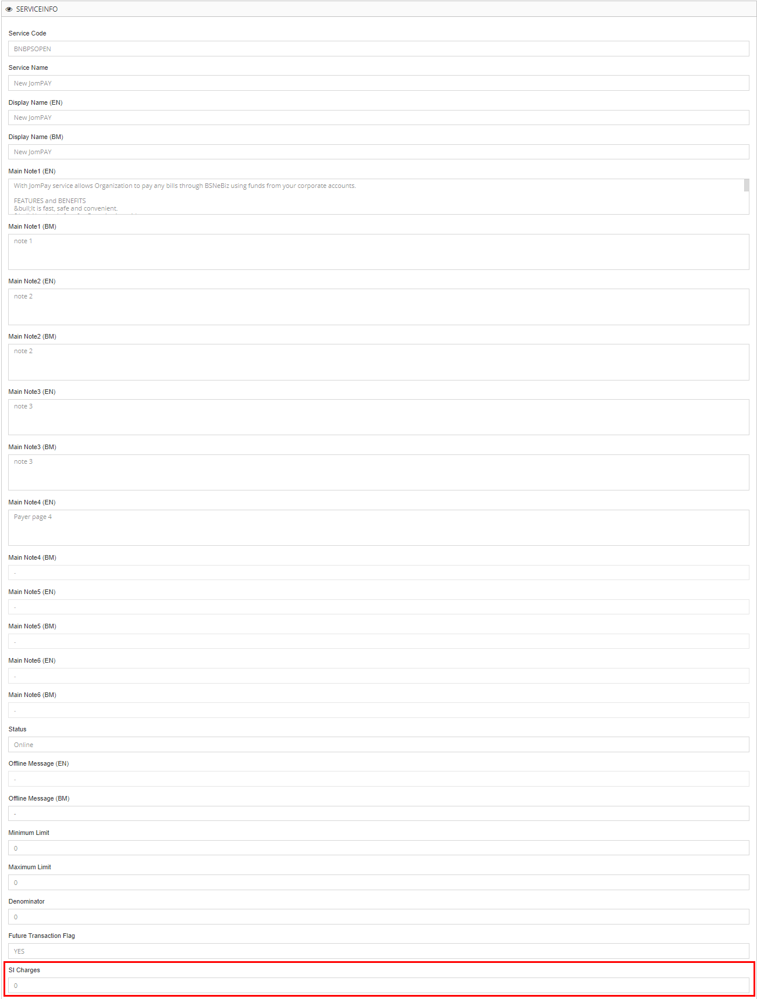 SERVICEINFO
Service Code
BNBPSOPEN
Service Name
New JomPAY
Display Name (EN)
New JomPAY
Display Name (BM)
New JomPAY
Main Note1 (EN)
With JomPay service allows Organization to pay any bills through BSNeBiz using funds from your corporate accounts.
FEATURES and BENEFITS
&bull;It is fast, safe and convenient.
Main Note1 (BM)
note 1
Main Note2 (EN)
note 2
Main Note2 (BM)
note 2
Main Note3 (EN)
note 3
Main Note3 (BM)
note 3
Main Note4 (EN)
Payer page 4
Main Note4 (BM)
-
Main Note5 (EN)
-
Main Note5 (BM)
-
Main Note6 (EN)
-
Main Note6 (BM)
-
Status
Online
Offline Message (EN)
-
Offline Message (BM)
-
Minimum Limit
0
Maximum Limit
0
Denominator
0
Future Transaction Flag
YES
SI Charges
0